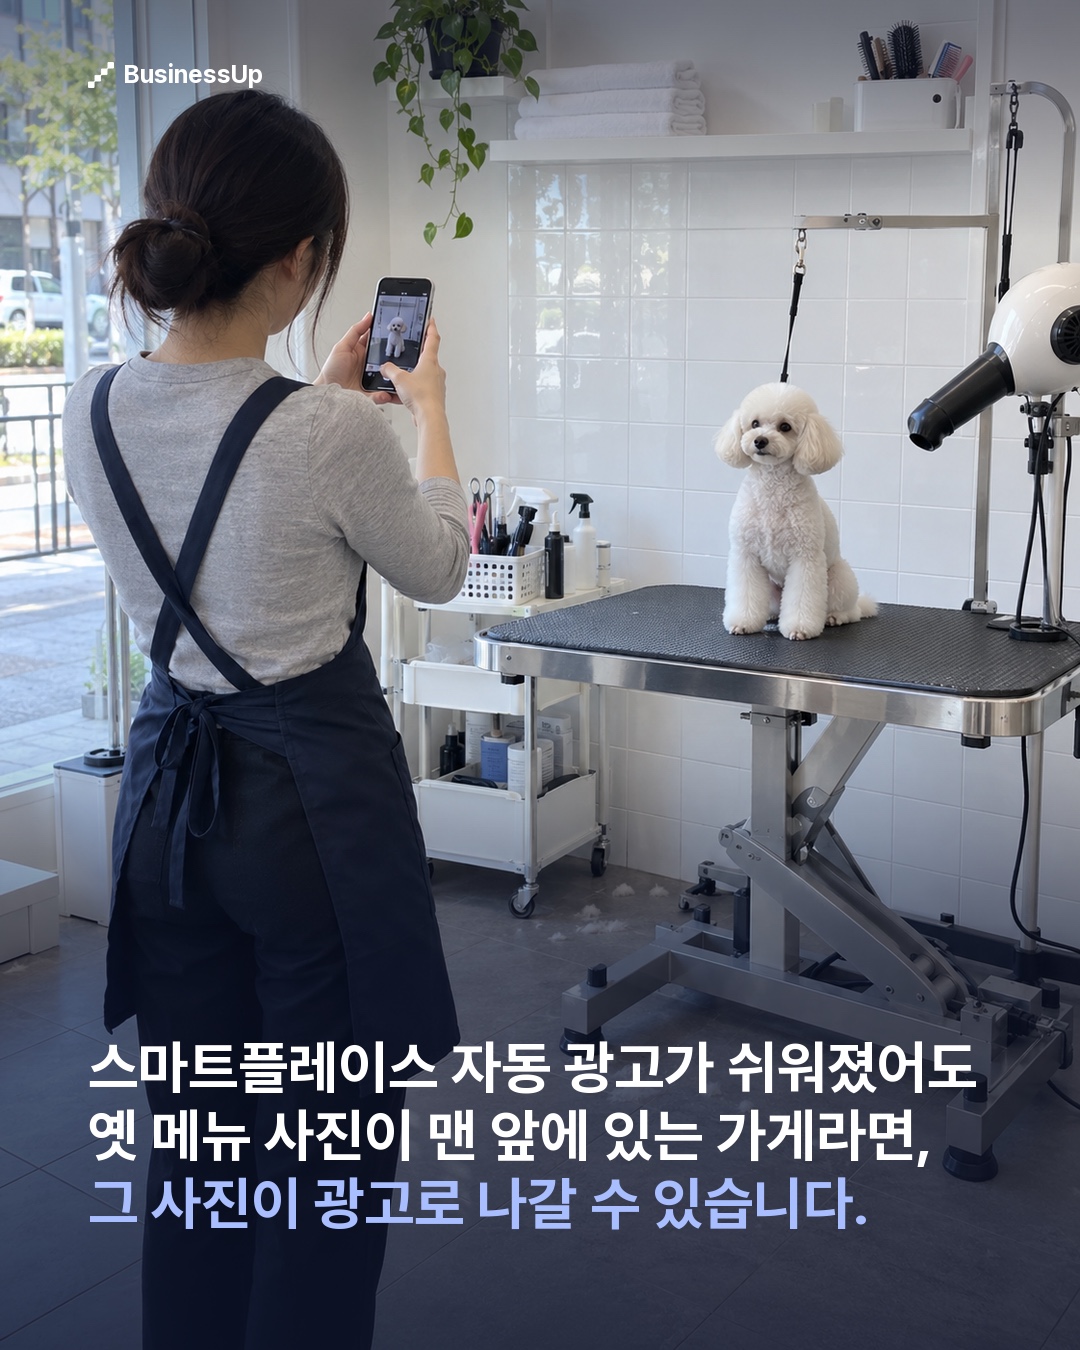 BusinessUp
스마트플레이스 자동 광고가 쉬워졌어도
옛 메뉴 사진이 맨 앞에 있는 가게라면,
그 사진이 광고로 나갈 수 있습니다.